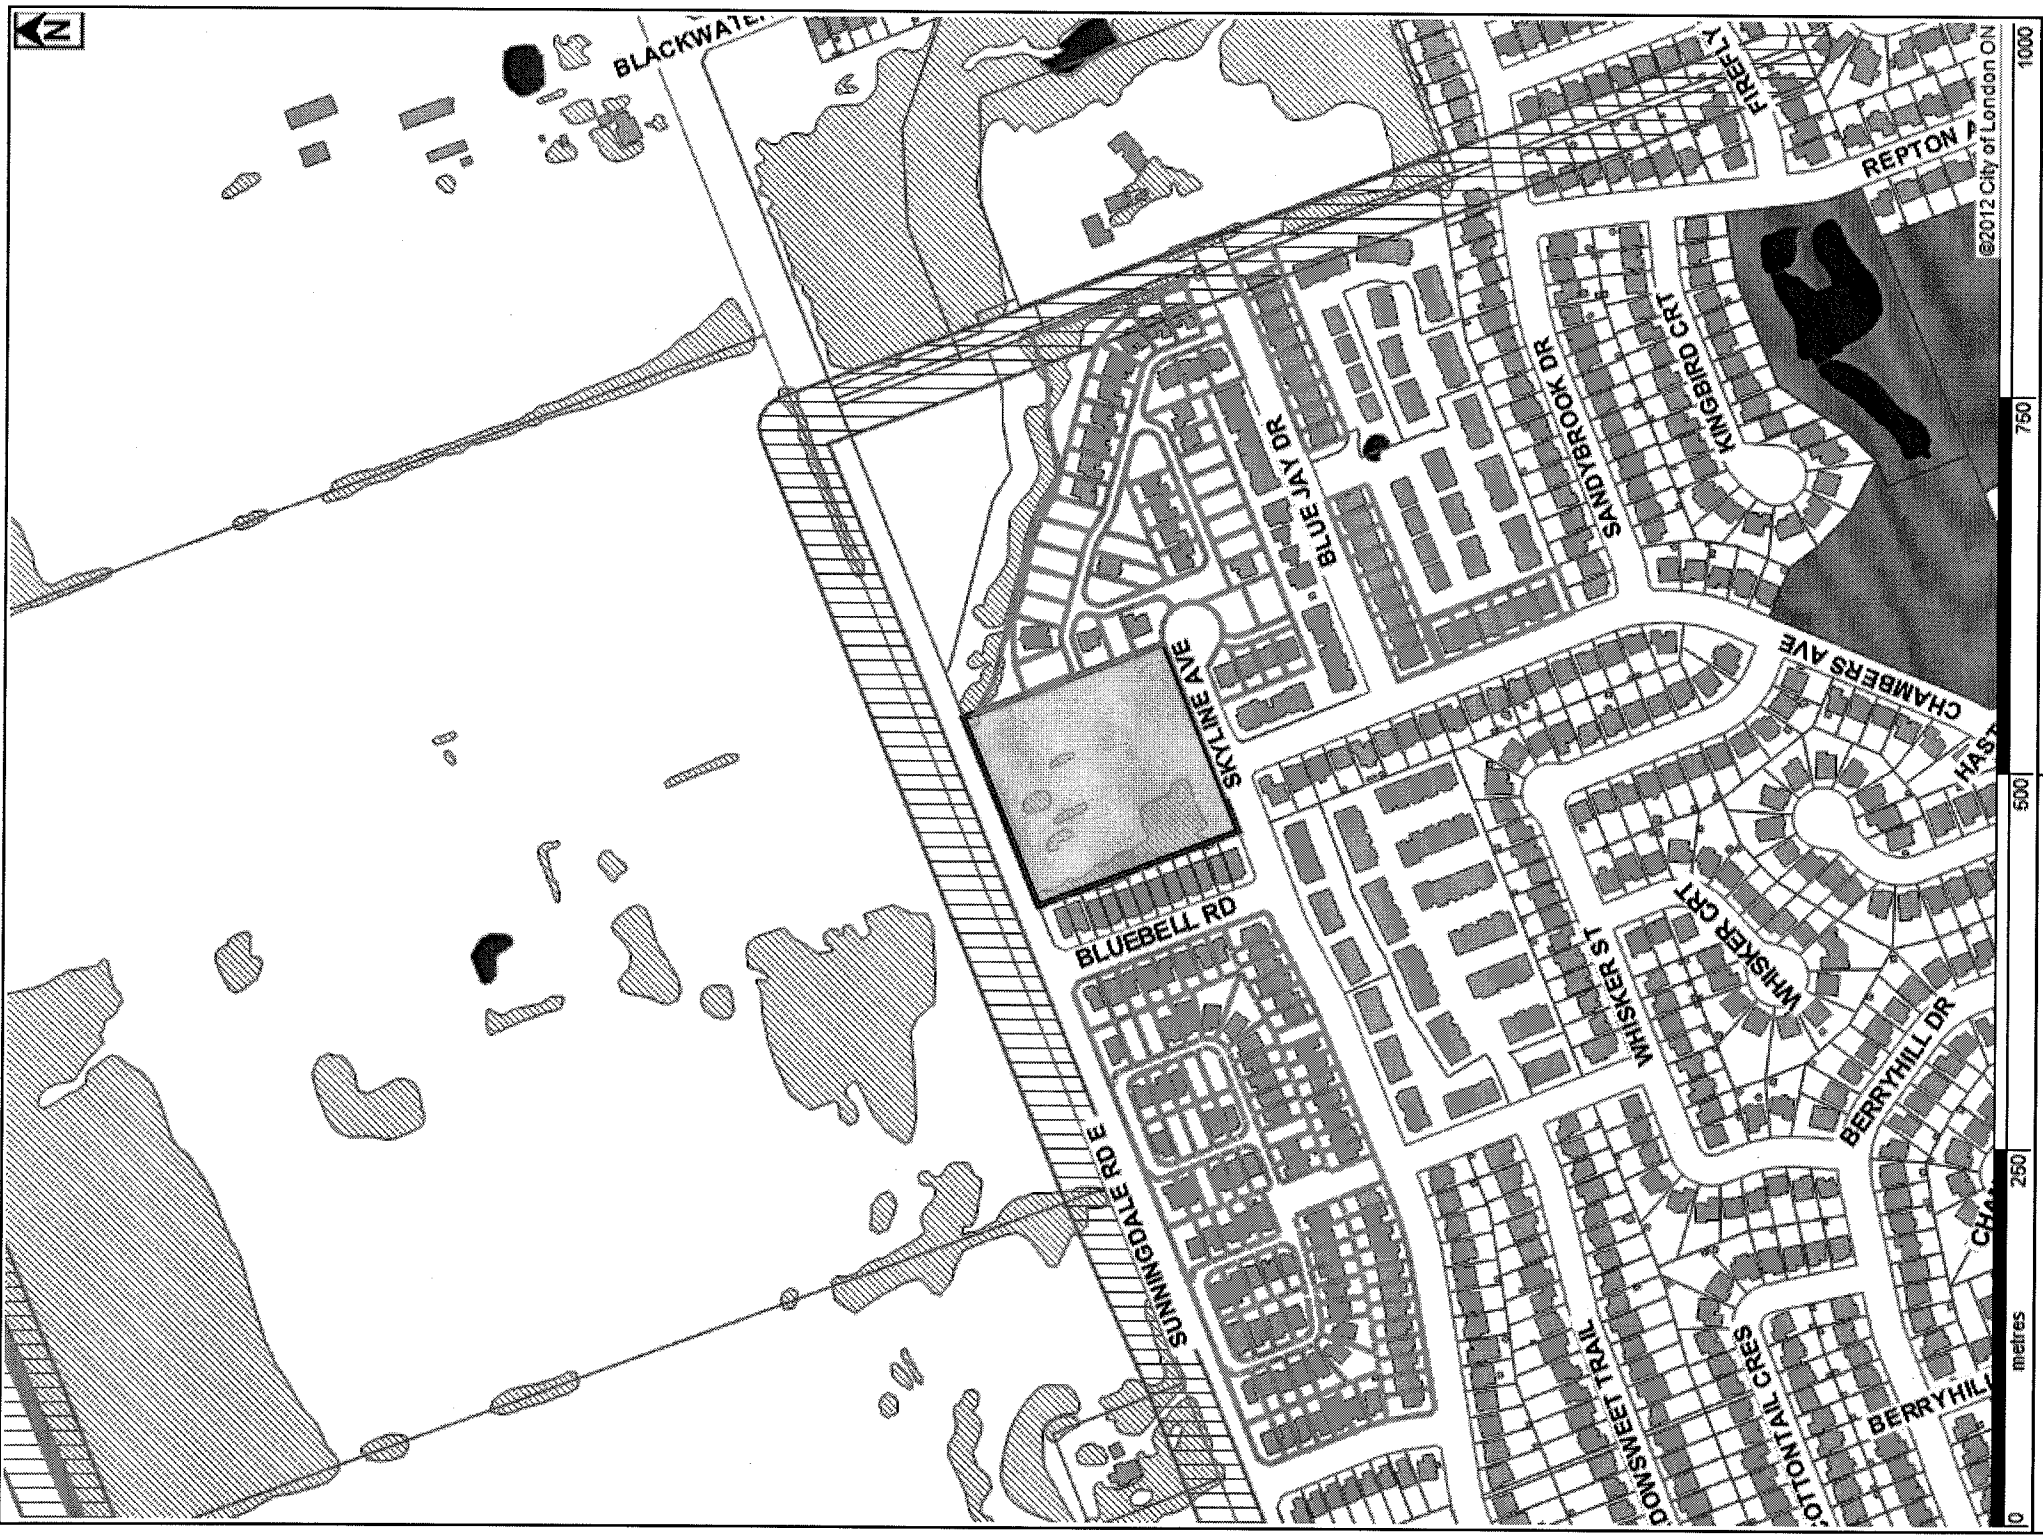 N
BLACKWATE
FIREFLY
REPTON A
SUNNINGDALE RD E
BLUEBELL RD
SKYLINE AVE
BLUE JAY DR
SANDYBROOK DR
KINGBIRD CRT
CHAMBERS AVE
HAST
WHISKER ST
WHISKER CRT
BERRYHILL DR
CHA
DOWSWEET TRAIL
OTTONTAIL CRES
BERRYHILL
©2012 City of London ON
0
metres
250
500
750
1000